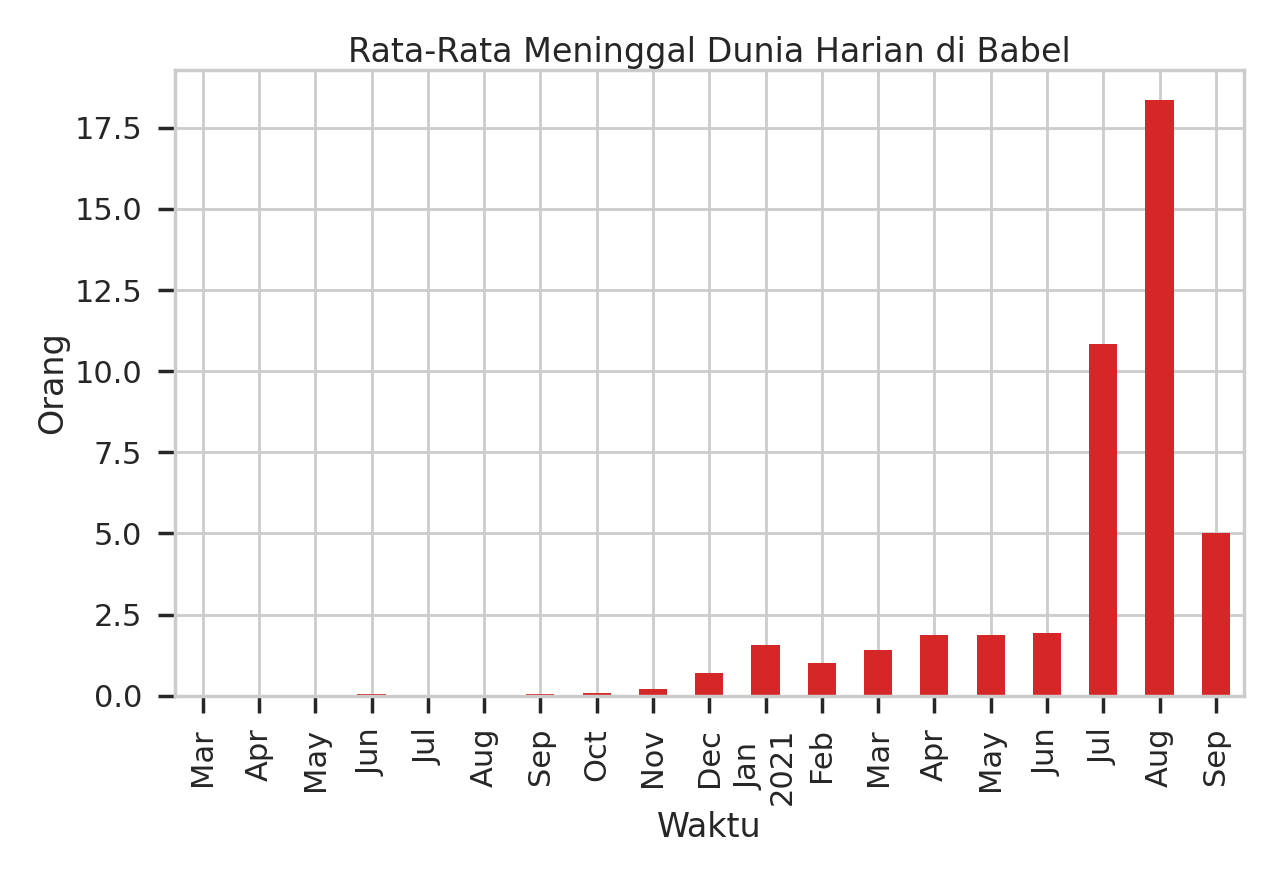 Rata-Rata Meninggal Dunia Harian di Babel
Orang
17.5
15.0
12.5
10.0
7.5
5.0
2.5
0.0
Mar
Apr
May
Jun
Jul
Aug
Sep
Oct
Nov
Dec
Jan
2021
Feb
Mar
Apr
May
Jun
Jul
Aug
Sep
Waktu